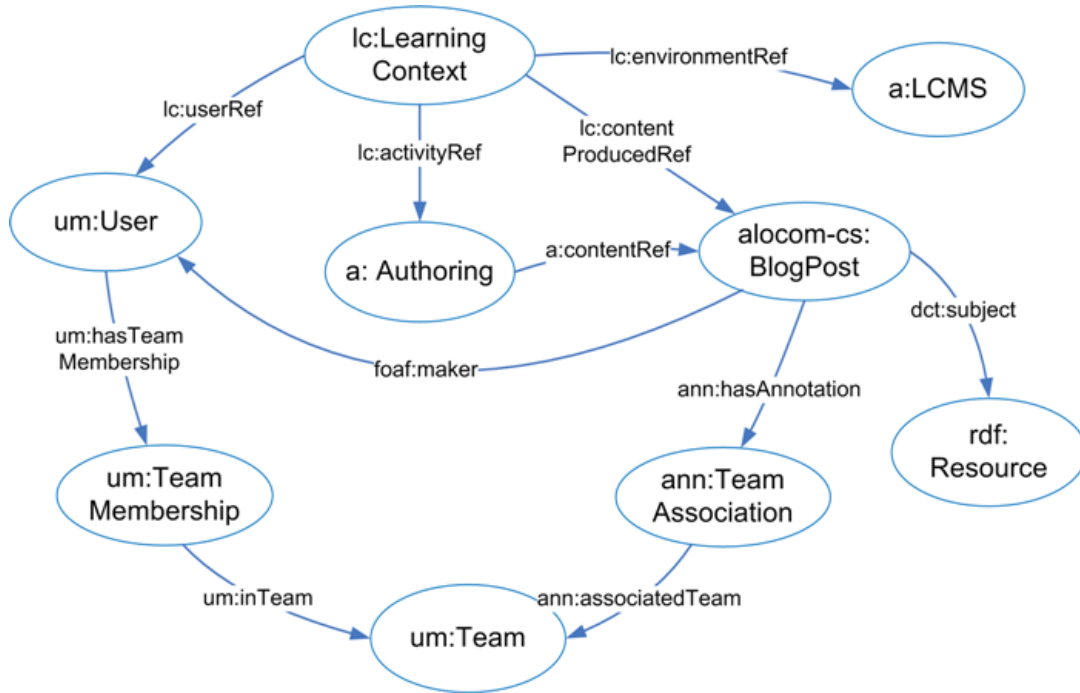 lc:Learning
Context
lc:environmentRef
a:LCMS
lc:userRef
lc:content
ProducedRef
lc:activityRef
um:User
a: Authoring
a:contentRef
alocom-cs:
BlogPost
dct:subject
um:hasTeam
Membership
foaf:maker
ann:hasAnnotation
rdf:
Resource
um:Team
Membership
ann:Team
Association
um:inTeam
ann:associatedTeam
um:Team